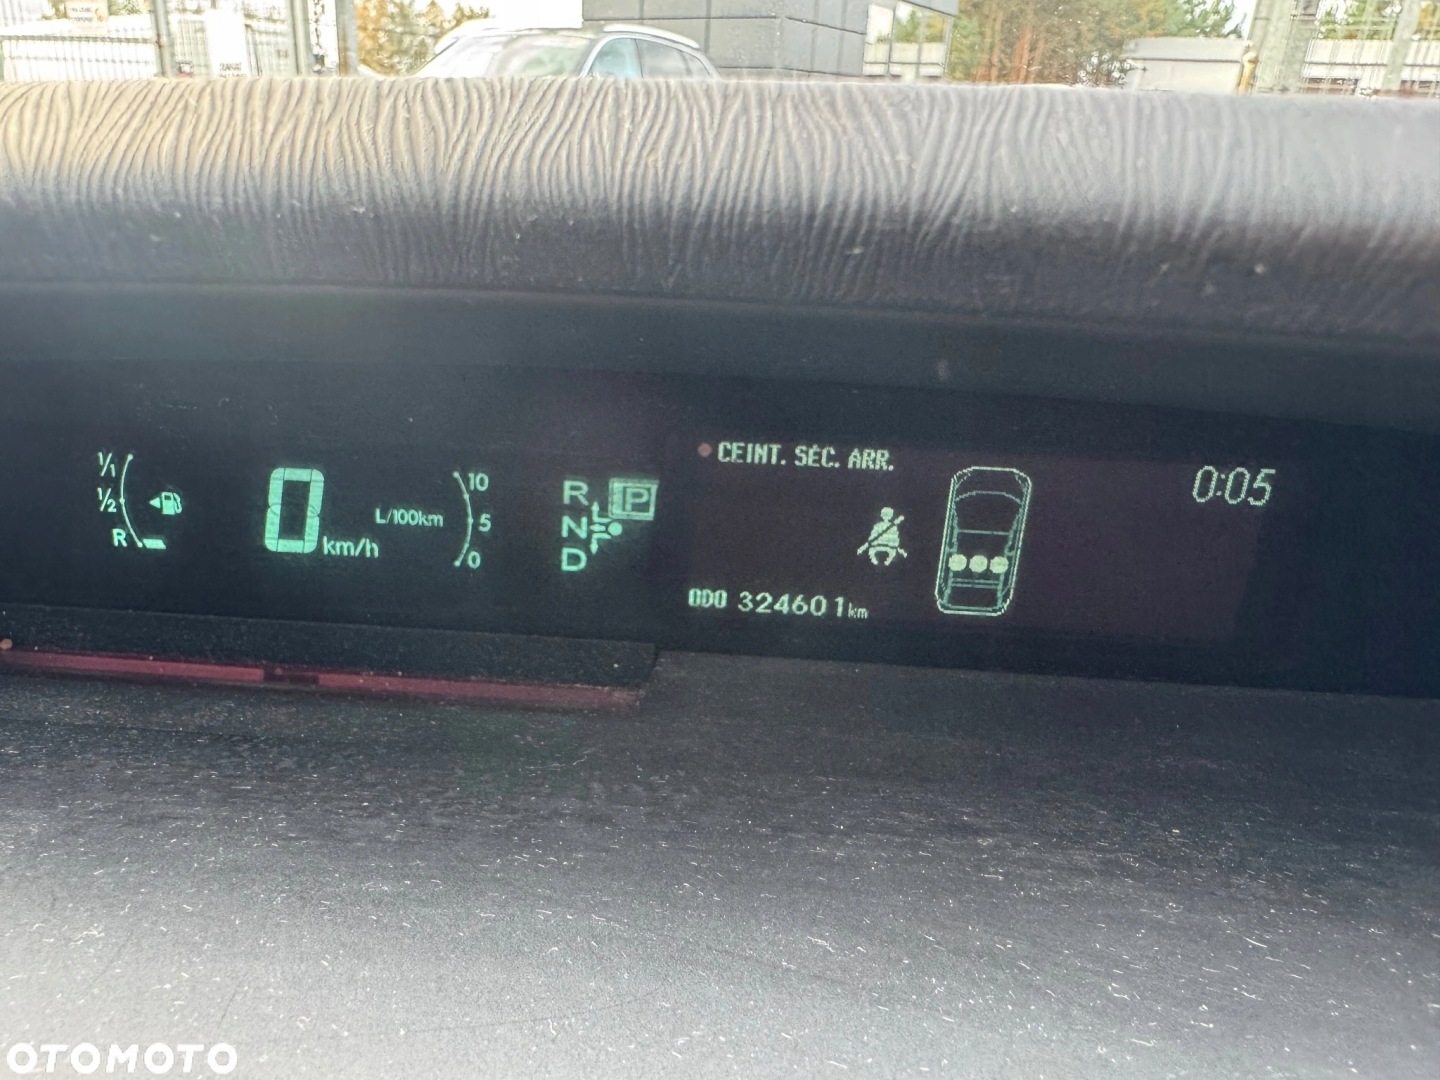 CEINT. SÉC. ARR.
0:05
1/1
1/2
R
0
km/h
L/100km
10
5
0
R
N
D
P
ODO 324601 km
OTOMOTO